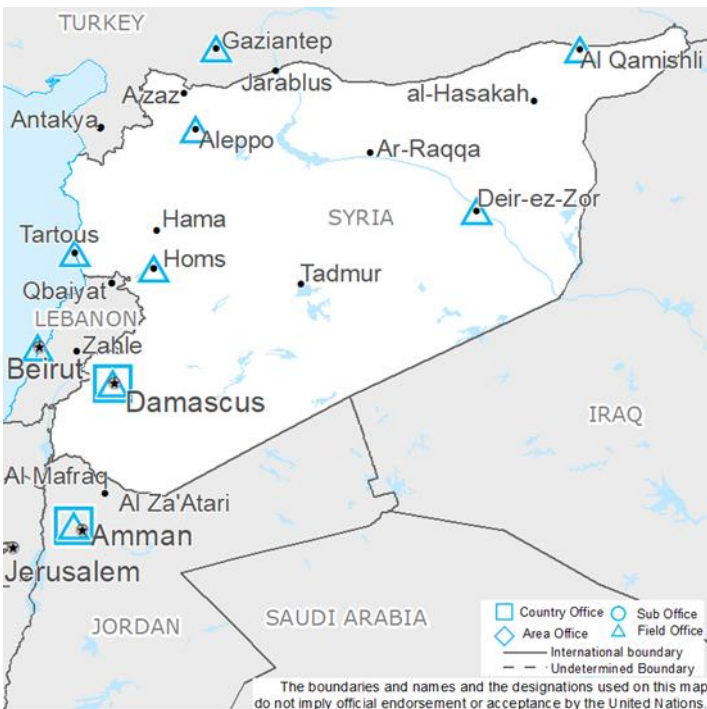 TURKEY
Gaziantep
Al Qamishli
Jarablus
A'zaz
al-Hasakah
Antakya
Aleppo
Ar-Raqqa
Deir-ez-Zor
Hama
SYRIA
Tartous
Homs
Tadmur
Qbaiyat
LEBANON
Zahle
Beirut
Damascus
IRAQ
Al-Mafraq
Al Za'Atari
Amman
Jerusalem
JORDAN
SAUDI ARABIA
Country Office Sub Office
Area Office Field Office
International boundary
Undetermined Boundary
The boundaries and names and the designations used on this map
do not imply official endorsement or acceptance by the United Nations.